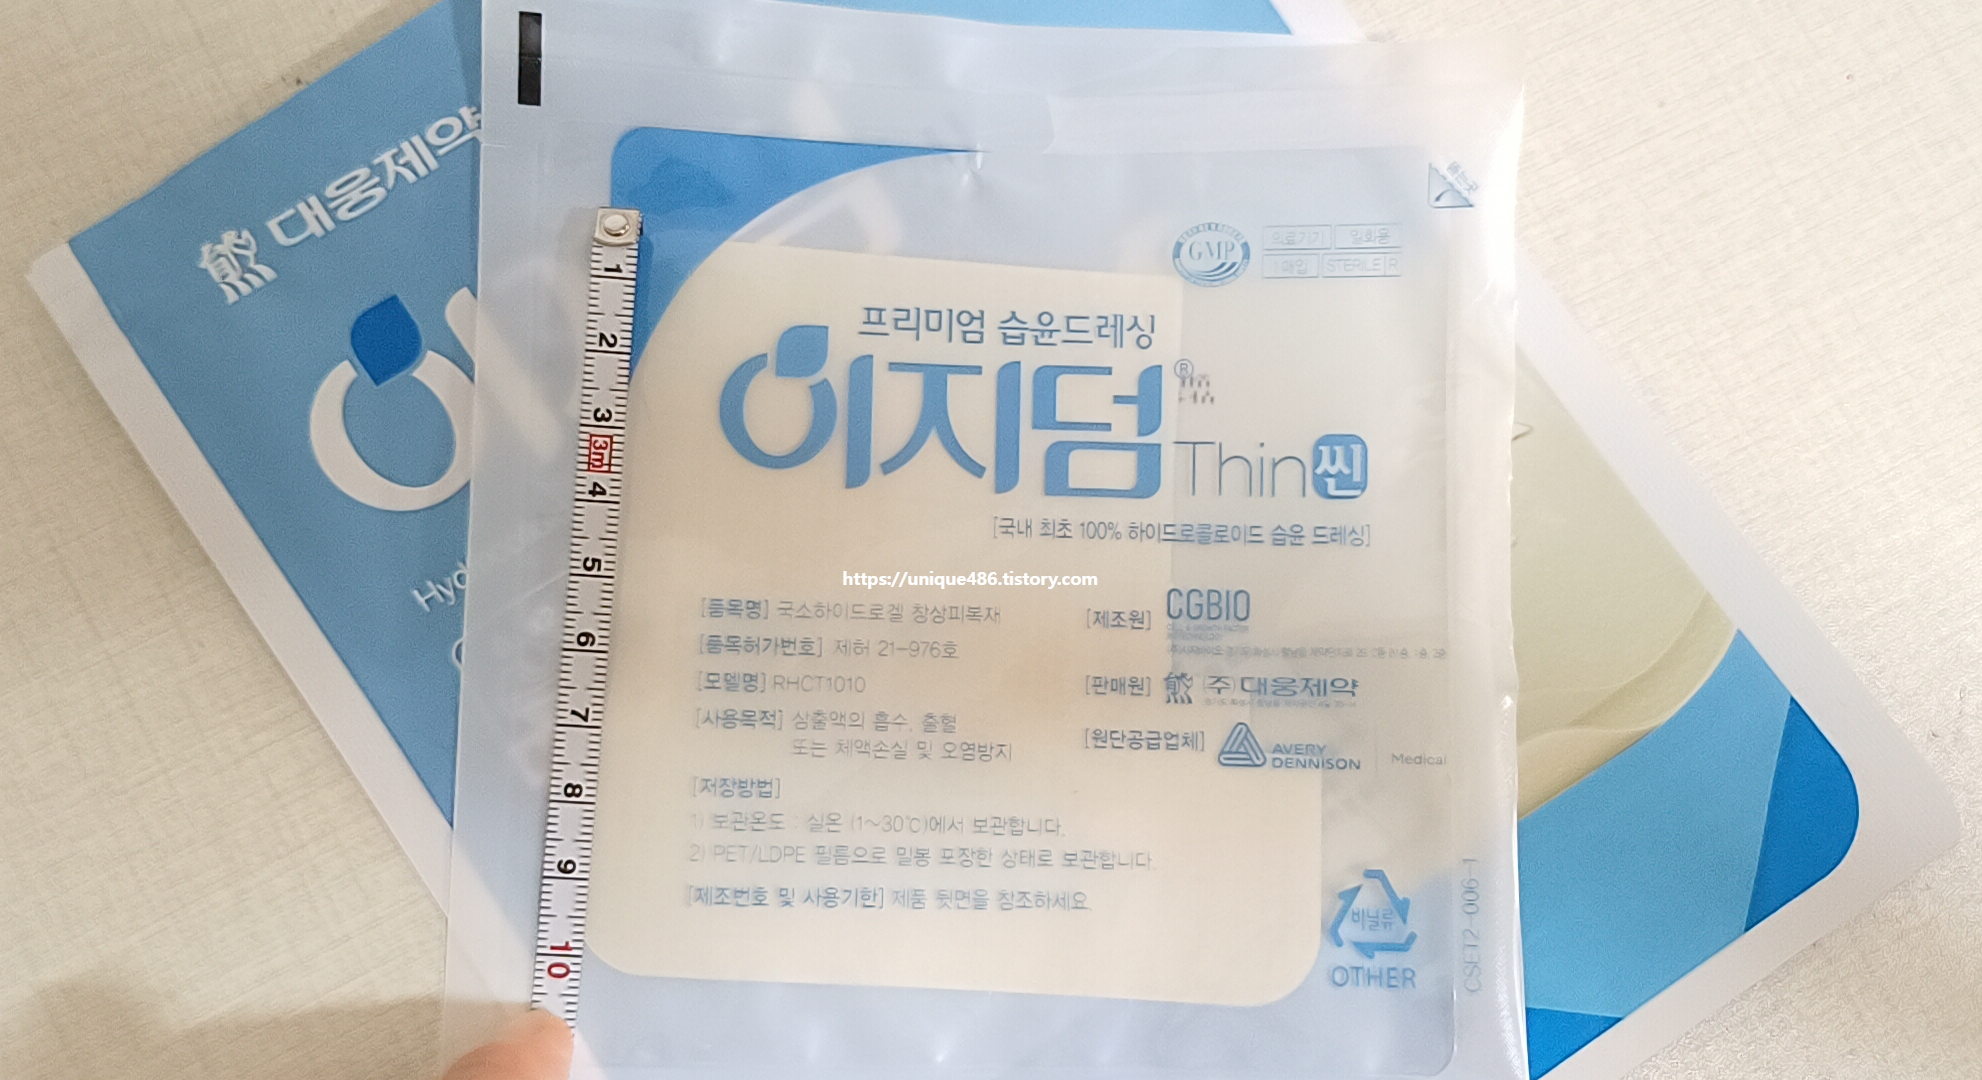 대웅제약
Hyd
GMP
의료기기 일회용
1매입 STERILE R
프리미엄 습윤드레싱
이지덤® Thin 씬
[국내 최초 100% 하이드로콜로이드 습윤 드레싱]
https://unique486.tistory.com
[품목명] 국소하이드로겔 창상피복재
[품목허가번호] 제허 21-976호
[모델명] RHCT1010
[사용목적] 삼출액의 흡수, 출혈
또는 체액손실 및 오염방지
[저장방법]
1) 보관온도 : 실온 (1~30℃)에서 보관합니다.
2) PET/LDPE 필름으로 밀봉 포장한 상태로 보관합니다.
[제조번호 및 사용기한] 제품 뒷면을 참조하세요.
[제조원] CGBIO
[판매원] (주)대웅제약
[원단공급업체] AVERY DENNISON Medical
비닐류
OTHER
CSET2-006-1
1
2
3
3m
4
5
6
7
8
9
10